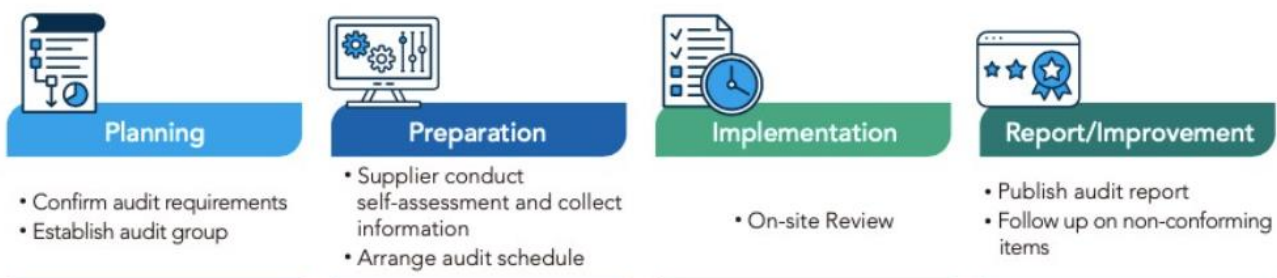 Planning
• Confirm audit requirements
• Establish audit group
Preparation
• Supplier conduct
self-assessment and collect
information
• Arrange audit schedule
Implementation
• On-site Review
Report/Improvement
• Publish audit report
• Follow up on non-conforming
items